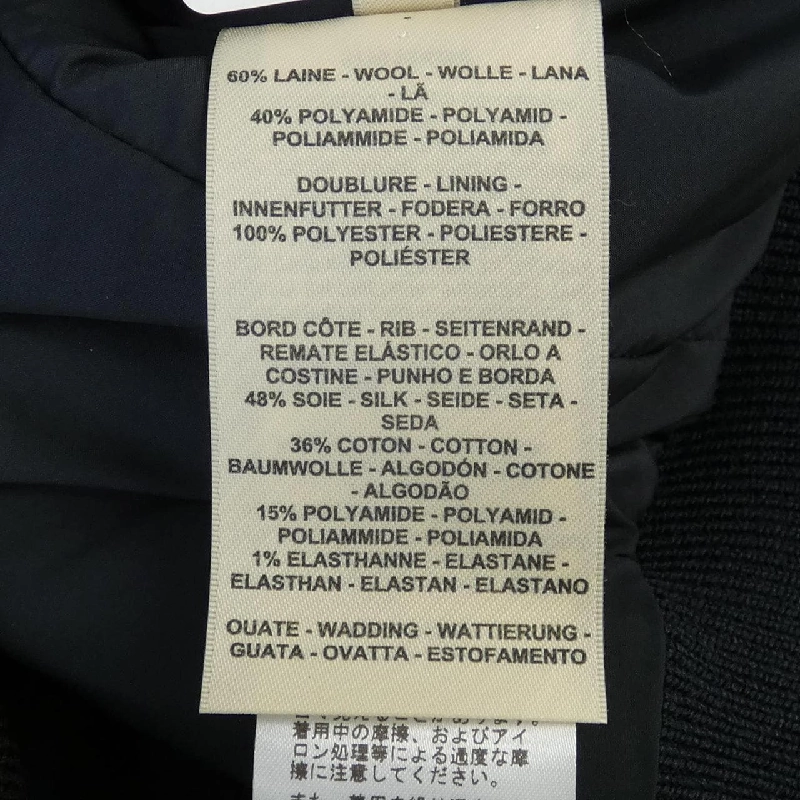 60% LAINE - WOOL - WOLLE - LANA
- LÃ
40% POLYAMIDE - POLYAMID -
POLIAMMIDE - POLIAMIDA
DOUBLURE - LINING -
INNENFUTTER - FODERA - FORRO
100% POLYESTER - POLIESTERE -
POLIÉSTER
BORD CÔTE - RIB - SEITENRAND -
REMATE ELÁSTICO - ORLO A
COSTINE - PUNHO E BORDA
48% SOIE - SILK - SEIDE - SETA -
SEDA
36% COTON - COTTON -
BAUMWOLLE - ALGODÓN - COTONE
- ALGODÃO
15% POLYAMIDE - POLYAMID -
POLIAMMIDE - POLIAMIDA
1% ELASTHANNE - ELASTANE -
ELASTHAN - ELASTAN - ELASTANO
OUATE - WADDING - WATTIERUNG -
GUATA - OVATTA - ESTOFAMENTO
着用中の摩擦、およびアイ
ロン処理等による過度な摩
擦に注意してください。